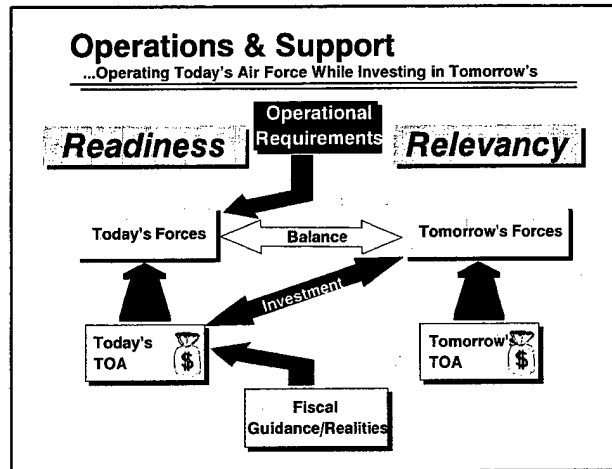 Operations & Support
...Operating Today's Air Force While Investing in Tomorrow's
Operational
Requirements
Readiness
Relevancy
Today's Forces
Balance
Tomorrow's Forces
Investment
Today's
TOA
$
Tomorrow's
TOA
$
Fiscal
Guidance/Realities